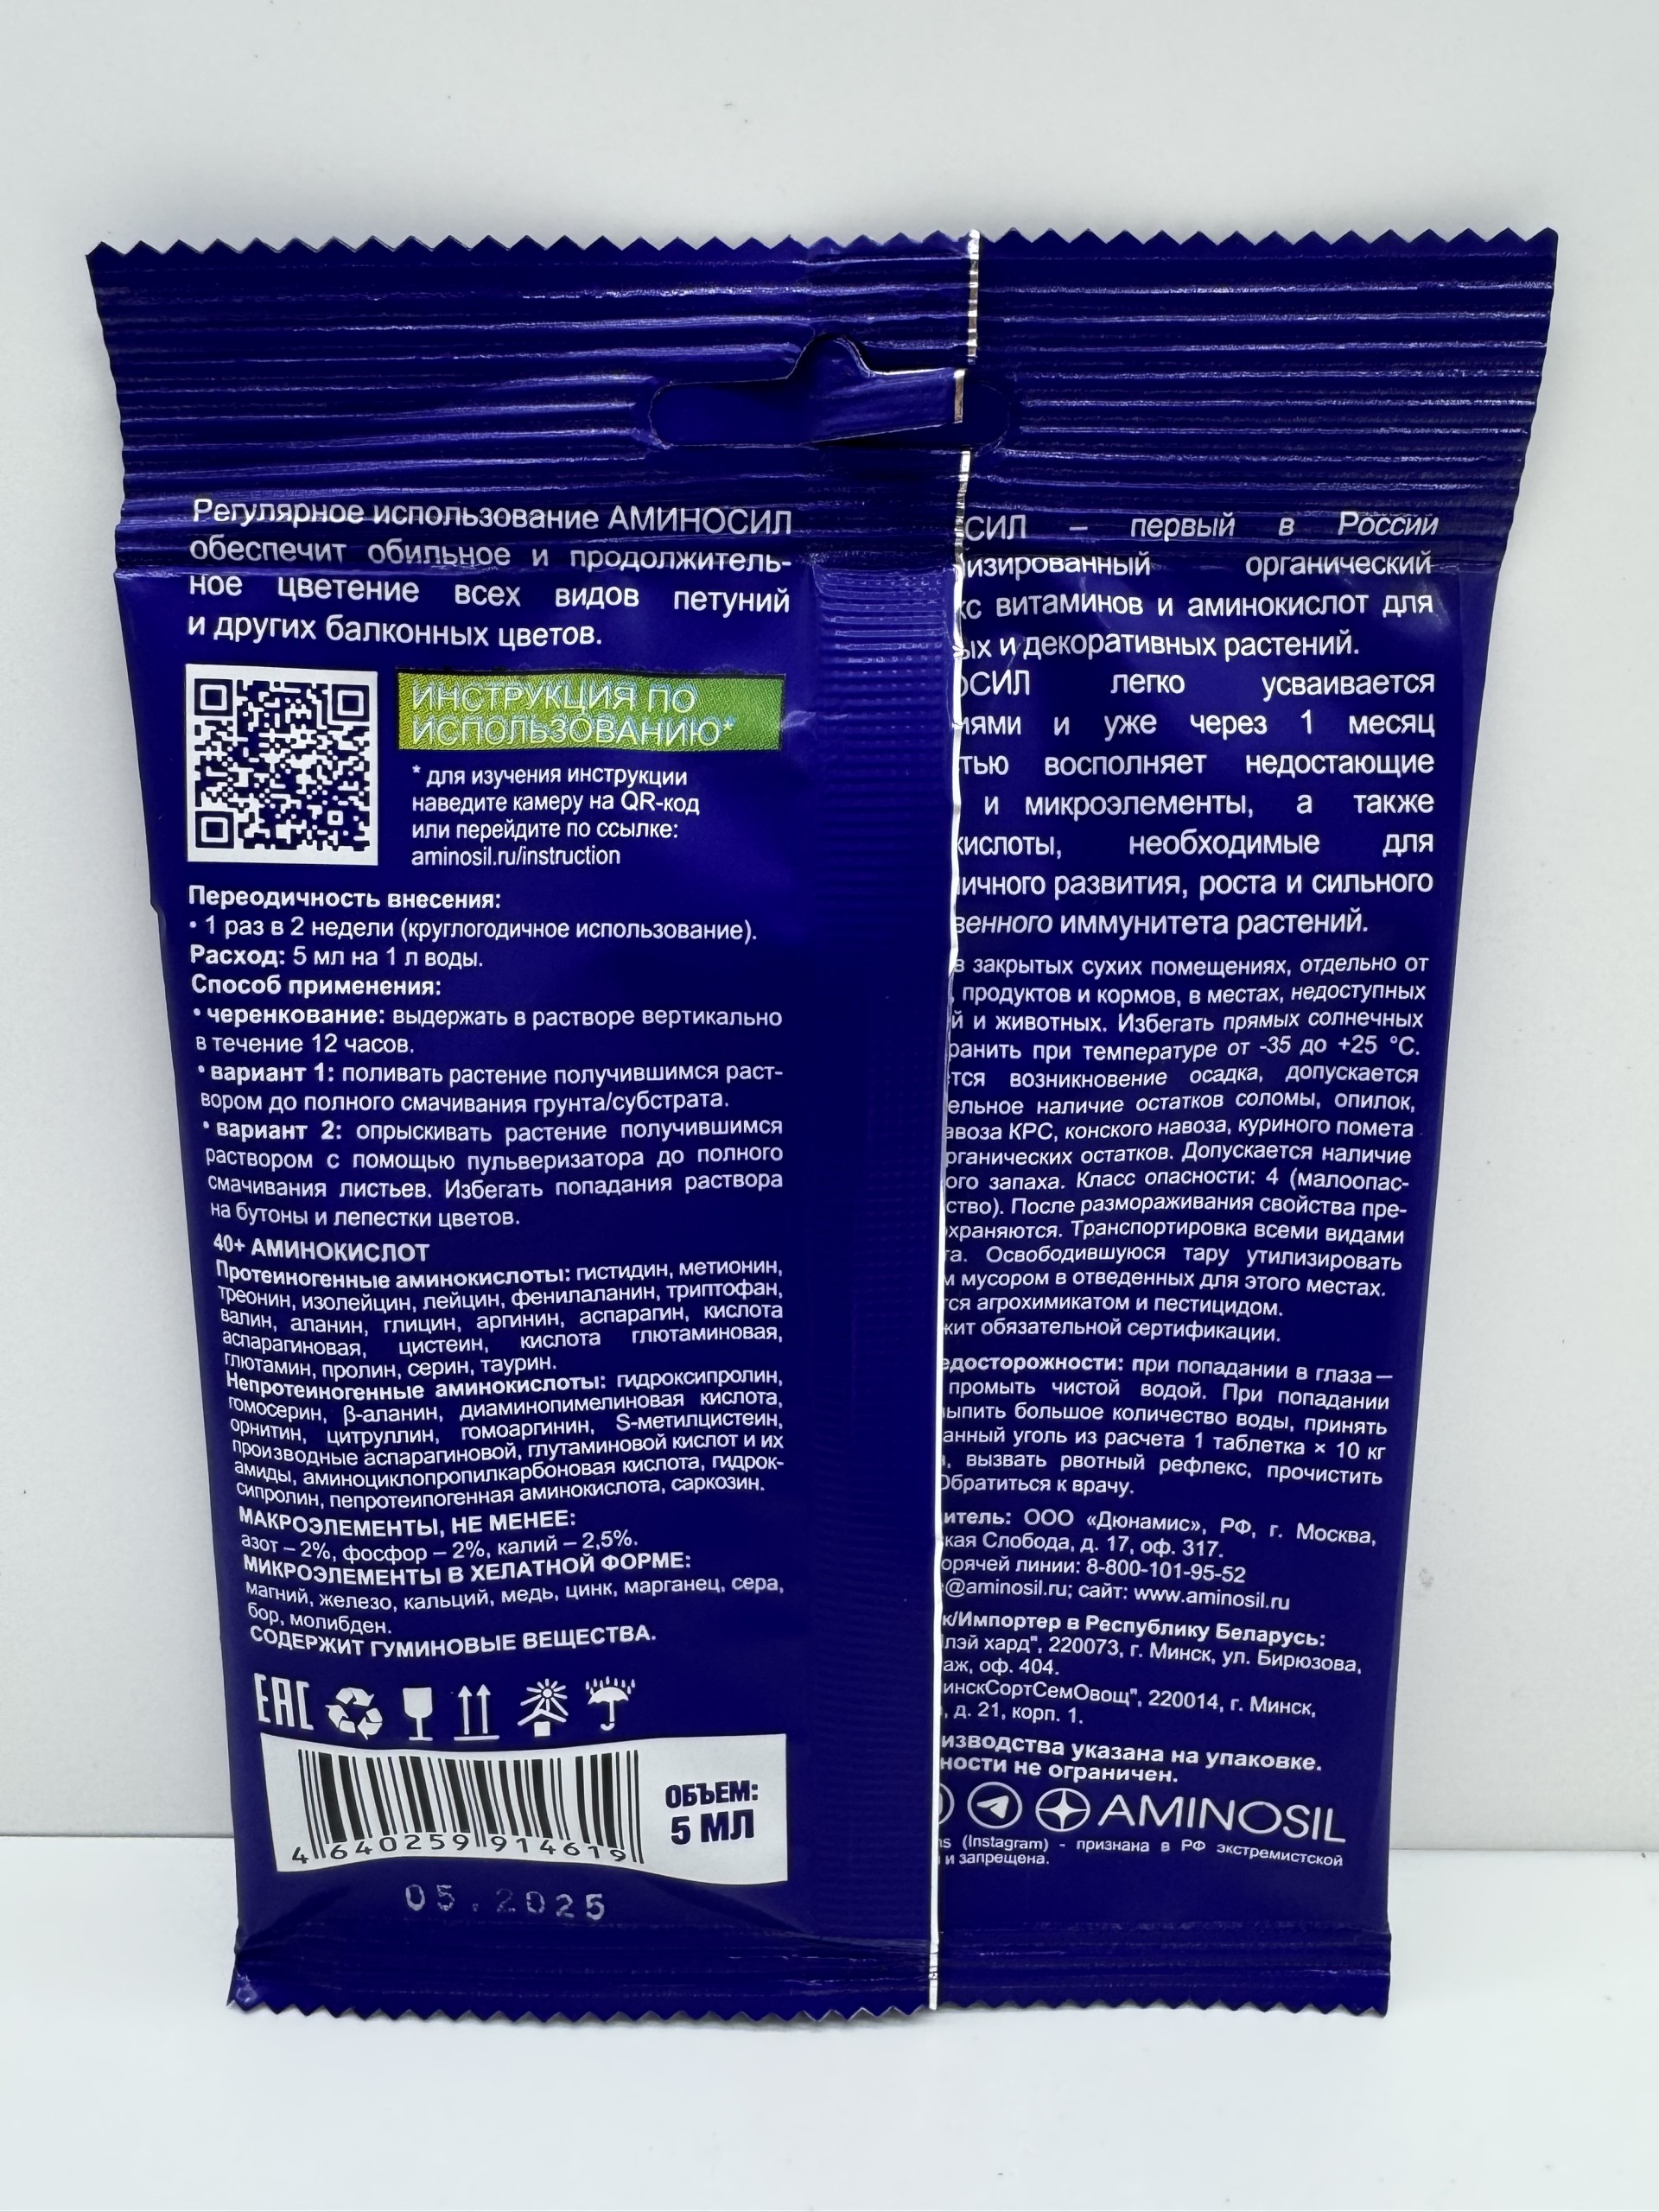 Регулярное использование АМИНОСИЛ
обеспечит обильное и продолжитель-
ное цветение всех видов петуний
и других балконных цветов.
ИНСТРУКЦИЯ ПО
ИСПОЛЬЗОВАНИЮ*
* для изучения инструкции
наведите камеру на QR-код
или перейдите по ссылке:
aminosil.ru/instruction
Переодичность внесения:
• 1 раз в 2 недели (круглогодичное использование).
Расход: 5 мл на 1 л воды.
Способ применения:
• черенкование: выдержать в растворе вертикально
в течение 12 часов.
• вариант 1: поливать растение получившимся раст-
вором до полного смачивания грунта/субстрата.
• вариант 2: опрыскивать растение получившимся
раствором с помощью пульверизатора до полного
смачивания листьев. Избегать попадания раствора
на бутоны и лепестки цветов.
40+ АМИНОКИСЛОТ
Протеиногенные аминокислоты: гистидин, метионин,
треонин, изолейцин, лейцин, фенилаланин, триптофан,
валин, аланин, глицин, аргинин, аспарагин, кислота
аспарагиновая, цистеин, кислота глютаминовая,
глютамин, пролин, серин, таурин.
Непротеиногенные аминокислоты: гидроксипролин,
гомосерин, β-аланин, диаминопимелиновая кислота,
орнитин, цитруллин, гомоаргинин, S-метилцистеин,
производные аспарагиновой, глутаминовой кислот и их
амиды, аминоциклопропилкарбоновая кислота, гидрок-
сипролин, пепротеипогенная аминокислота, саркозин.
МАКРОЭЛЕМЕНТЫ, НЕ МЕНЕЕ:
азот – 2%, фосфор – 2%, калий – 2,5%.
МИКРОЭЛЕМЕНТЫ В ХЕЛАТНОЙ ФОРМЕ:
магний, железо, кальций, медь, цинк, марганец, сера,
бор, молибден.
СОДЕРЖИТ ГУМИНОВЫЕ ВЕЩЕСТВА.
EAC
4 640259 914619
ОБЪЕМ:
5 МЛ
05.2025
СИЛ – первый в России
изированный органический
кс витаминов и аминокислот для
ых и декоративных растений.
ОСИЛ легко усваивается
иями и уже через 1 месяц
тью восполняет недостающие
и микроэлементы, а также
кислоты, необходимые для
ичного развития, роста и сильного
венного иммунитета растений.
в закрытых сухих помещениях, отдельно от
, продуктов и кормов, в местах, недоступных
й и животных. Избегать прямых солнечных
ранить при температуре от -35 до +25 °C.
тся возникновение осадка, допускается
ельное наличие остатков соломы, опилок,
авоза КРС, конского навоза, куриного помета
рганических остатков. Допускается наличие
ого запаха. Класс опасности: 4 (малоопас-
ство). После размораживания свойства пре-
охраняются. Транспортировка всеми видами
та. Освободившуюся тару утилизировать
м мусором в отведенных для этого местах.
тся агрохимикатом и пестицидом.
жит обязательной сертификации.
едосторожности: при попадании в глаза –
промыть чистой водой. При попадании
выпить большое количество воды, принять
анный уголь из расчета 1 таблетка × 10 кг
, вызвать рвотный рефлекс, прочистить
Обратиться к врачу.
итель: ООО «Дюнамис», РФ, г. Москва,
кая Слобода, д. 17, оф. 317.
орячей линии: 8-800-101-95-52
@aminosil.ru; сайт: www.aminosil.ru
к/Импортер в Республику Беларусь:
лэй хард", 220073, г. Минск, ул. Бирюзова,
аж, оф. 404.
инскСортСемОвощ", 220014, г. Минск,
, д. 21, корп. 1.
изводства указана на упаковке.
ности не ограничен.
AMINOSIL
ms (Instagram) - признана в РФ экстремистской
и запрещена.